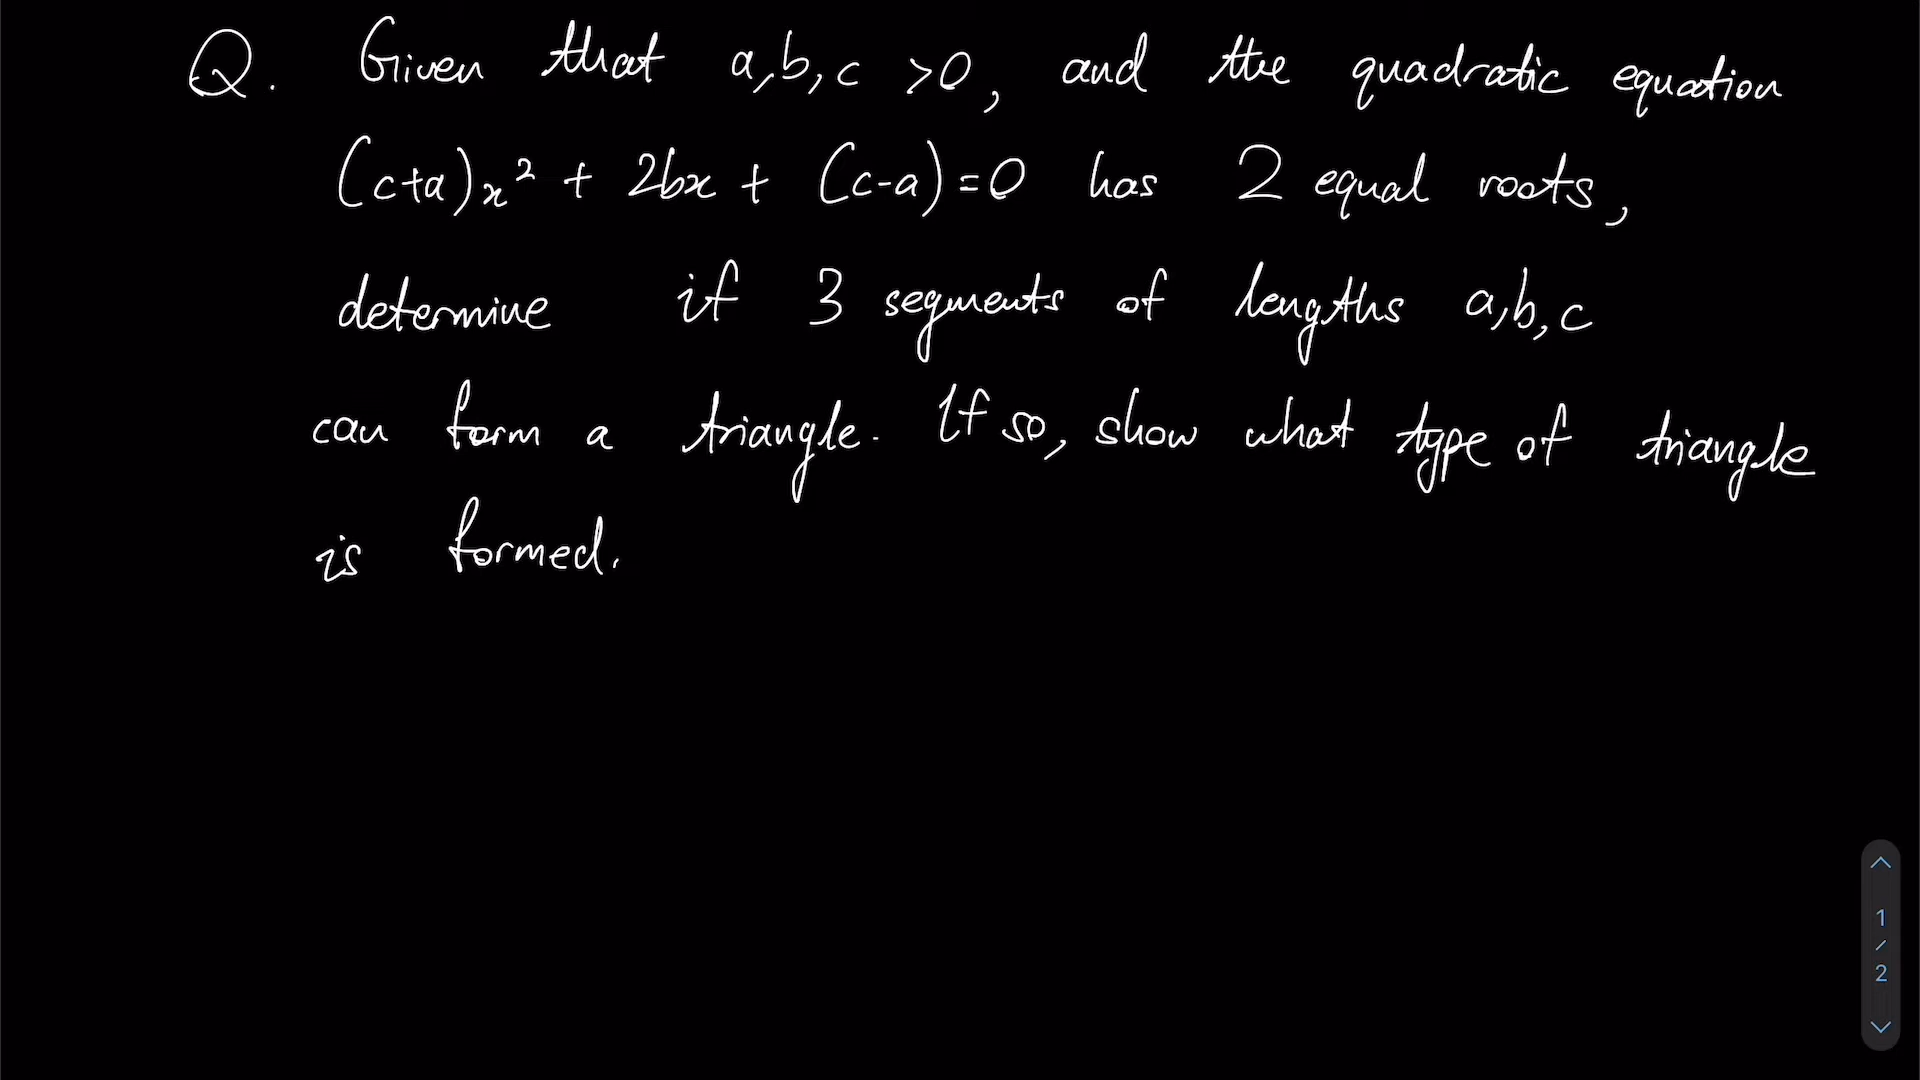 Q. Given that a,b,c >0, and the quadratic equation
(c+a)x² + 2bx + (c-a)=0 has 2 equal roots,
determine if 3 segments of lengths a,b,c
can form a triangle. If so, show what type of triangle
is formed.
1
/
2